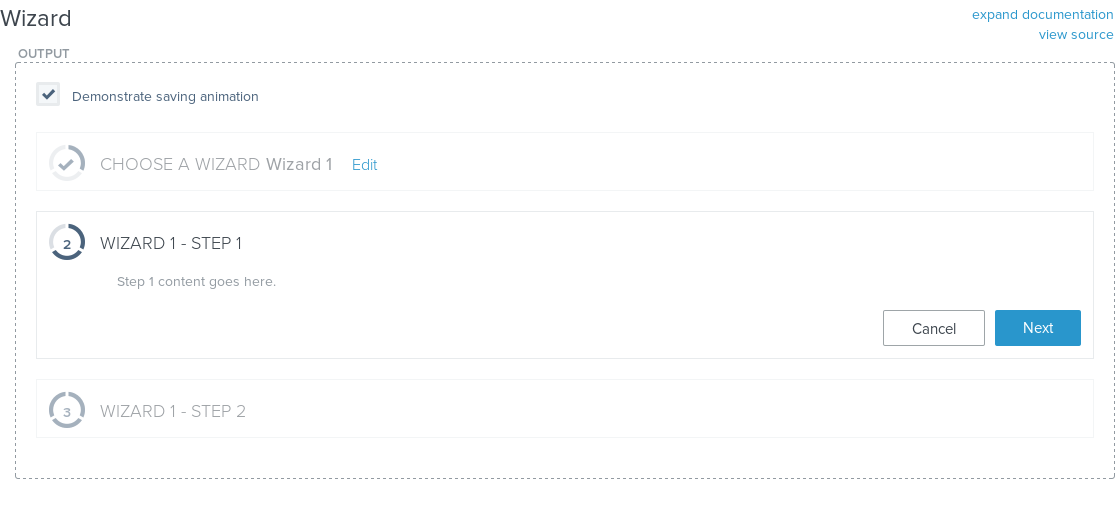 Wizard
expand documentation
view source
OUTPUT
Demonstrate saving animation
CHOOSE A WIZARD Wizard 1 Edit
2 WIZARD 1 - STEP 1
Step 1 content goes here.
Cancel Next
3 WIZARD 1 - STEP 2